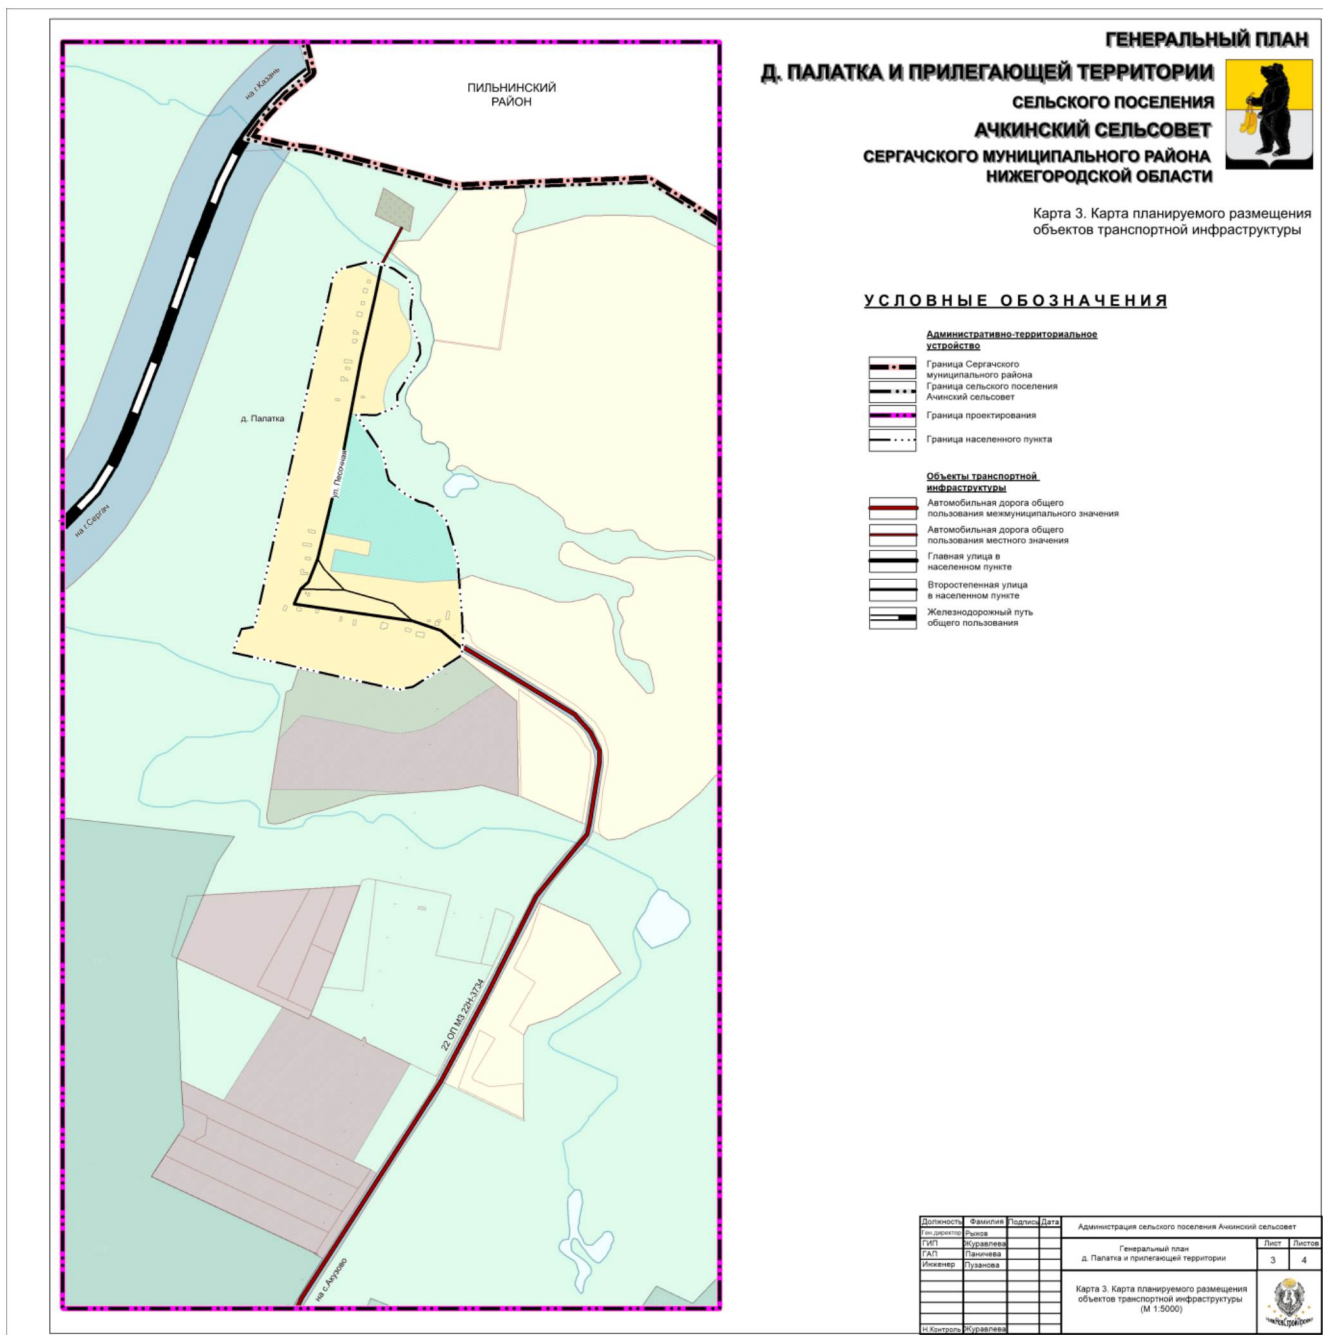 ГЕНЕРАЛЬНЫЙ ПЛАН
Д. ПАЛАТКА И ПРИЛЕГАЮЩЕЙ ТЕРРИТОРИИ
СЕЛЬСКОГО ПОСЕЛЕНИЯ
АЧКИНСКИЙ СЕЛЬСОВЕТ
СЕРГАЧСКОГО МУНИЦИПАЛЬНОГО РАЙОНА
НИЖЕГОРОДСКОЙ ОБЛАСТИ
Карта 3. Карта планируемого размещения
объектов транспортной инфраструктуры
УСЛОВНЫЕ ОБОЗНАЧЕНИЯ
Административно-территориальное
устройство
Граница Сергачского
муниципального района
Граница сельского поселения
Ачинский сельсовет
Граница проектирования
Граница населенного пункта
Объекты транспортной
инфраструктуры
Автомобильная дорога общего
пользования межмуниципального значения
Автомобильная дорога общего
пользования местного значения
Главная улица в
населенном пункте
Второстепенная улица
в населенном пункте
Железнодорожный путь
общего пользования
на г.Казань
ПИЛЬНИНСКИЙ
РАЙОН
д. Палатка
ул. Песочная
на г.Сергач
22 ОП МЗ 22Н-3734
на с.Акузово
Должность Фамилия Подпись Дата
Ген.директор Рыжов
ГИП Журавлева
ГАП Паничева
Инженер Пузанова
Н.Контроль Журавлева
Администрация сельского поселения Ачкинский сельсовет
Генеральный план
д. Палатка и прилегающей территории
Лист Листов
3 4
Карта 3. Карта планируемого размещения
объектов транспортной инфраструктуры
(М 1:5000)